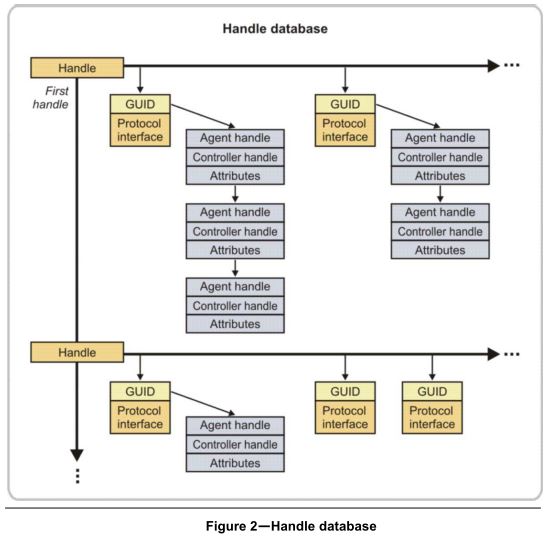 Handle database
Handle
...
First
handle
GUID
Protocol
interface
GUID
Protocol
interface
Agent handle
Controller handle
Attributes
Agent handle
Controller handle
Attributes
Agent handle
Controller handle
Attributes
Agent handle
Controller handle
Attributes
Agent handle
Controller handle
Attributes
Handle
...
GUID
Protocol
interface
GUID
Protocol
interface
GUID
Protocol
interface
Agent handle
Controller handle
Attributes
...
Figure 2—Handle database